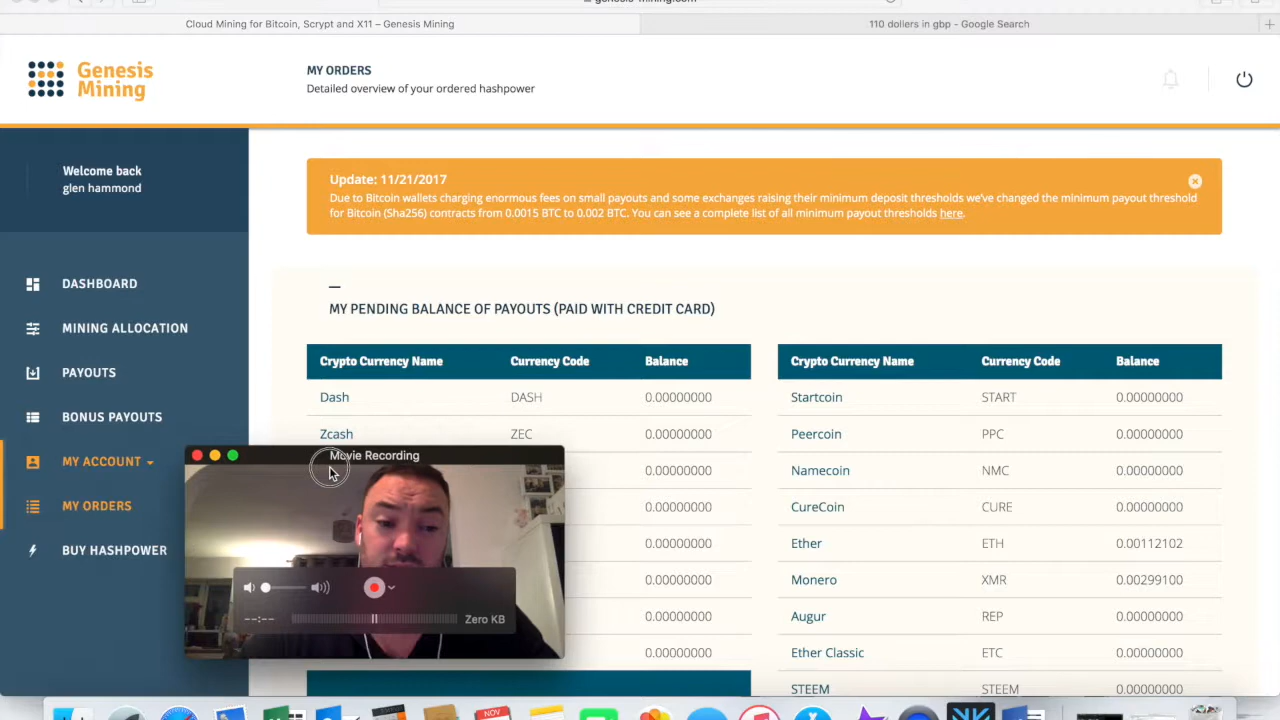 genesis-mining.com
Cloud Mining for Bitcoin, Scrypt and X11 – Genesis Mining
110 dollers in gbp - Google Search
Genesis
Mining
MY ORDERS
Detailed overview of your ordered hashpower
Welcome back
glen hammond
Update: 11/21/2017
Due to Bitcoin wallets charging enormous fees on small payouts and some exchanges raising their minimum deposit thresholds we've changed the minimum payout threshold
for Bitcoin (Sha256) contracts from 0.0015 BTC to 0.002 BTC. You can see a complete list of all minimum payout thresholds here.
DASHBOARD
MINING ALLOCATION
PAYOUTS
BONUS PAYOUTS
MY ACCOUNT
MY ORDERS
BUY HASHPOWER
MY PENDING BALANCE OF PAYOUTS (PAID WITH CREDIT CARD)
Crypto Currency Name Currency Code Balance
Dash DASH 0.00000000
Zcash ZEC 0.00000000
0.00000000
0.00000000
0.00000000
0.00000000
0.00000000
0.00000000
Crypto Currency Name Currency Code Balance
Startcoin START 0.00000000
Peercoin PPC 0.00000000
Namecoin NMC 0.00000000
CureCoin CURE 0.00000000
Ether ETH 0.00112102
Monero XMR 0.00299100
Augur REP 0.00000000
Ether Classic ETC 0.00000000
STEEM STEEM 0.00000000
Movie Recording
--:-- Zero KB
NOV